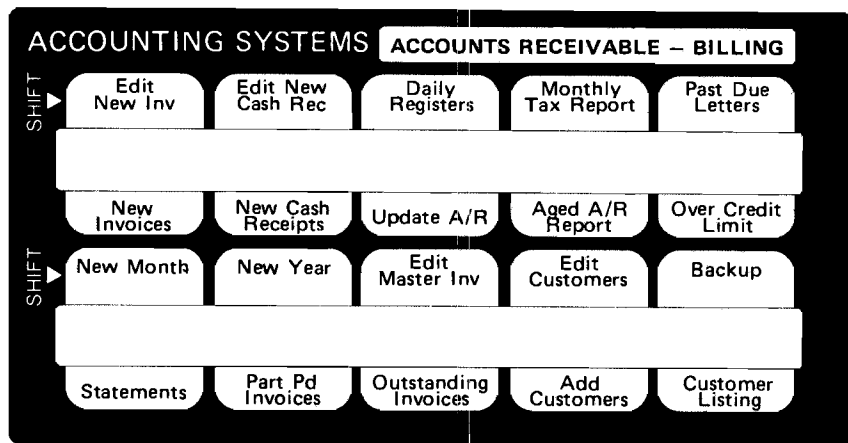 ACCOUNTING SYSTEMS ACCOUNTS RECEIVABLE – BILLING
SHIFT
Edit New Inv
Edit New Cash Rec
Daily Registers
Monthly Tax Report
Past Due Letters
New Invoices
New Cash Receipts
Update A/R
Aged A/R Report
Over Credit Limit
SHIFT
New Month
New Year
Edit Master Inv
Edit Customers
Backup
Statements
Part Pd Invoices
Outstanding Invoices
Add Customers
Customer Listing